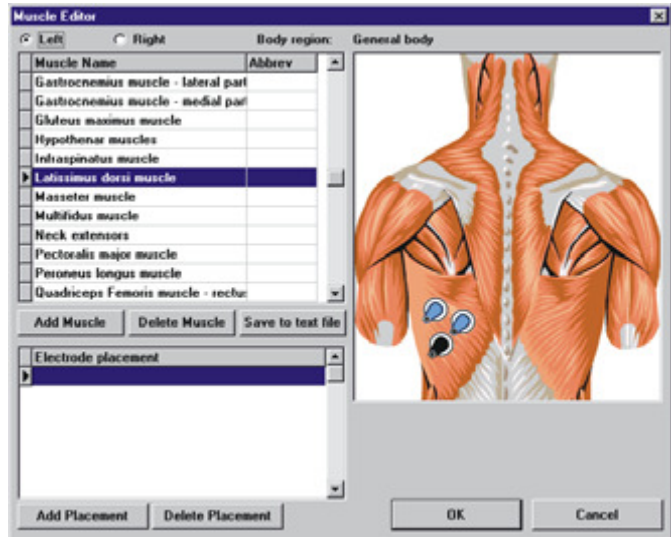 Muscle Editor
Left Right Body region: General body
Muscle Name Abbrev
Gastrocnemius muscle - lateral part
Gastrocnemius muscle - medial part
Gluteus maximus muscle
Hypothenar muscles
Infraspinatus muscle
Latissimus dorsi muscle
Masseter muscle
Multifidus muscle
Neck extensors
Pectoralis major muscle
Peroneus longus muscle
Quadriceps Femoris muscle - rectus
Add Muscle Delete Muscle Save to text file
Electrode placement
Add Placement Delete Placement OK Cancel